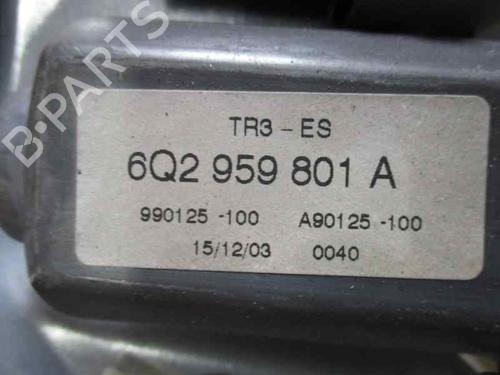 TR3 - ES
6Q2 959 801 A
990125 -100 A90125 -100
15/12/03 0040
B-PARTS